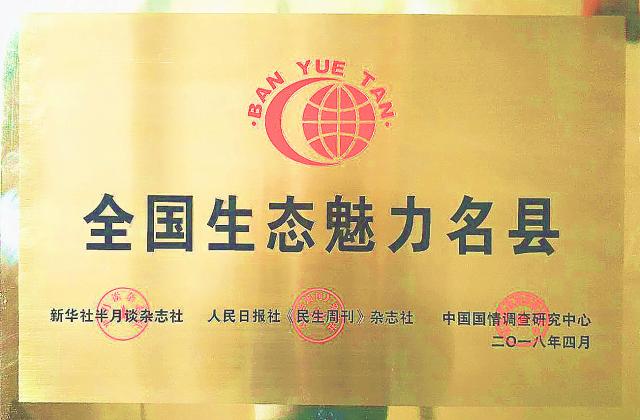 BAN YUE TAN
全国生态魅力名县
新华社半月谈杂志社 人民日报社《民生周刊》杂志社 中国国情调查研究中心
二〇一八年四月